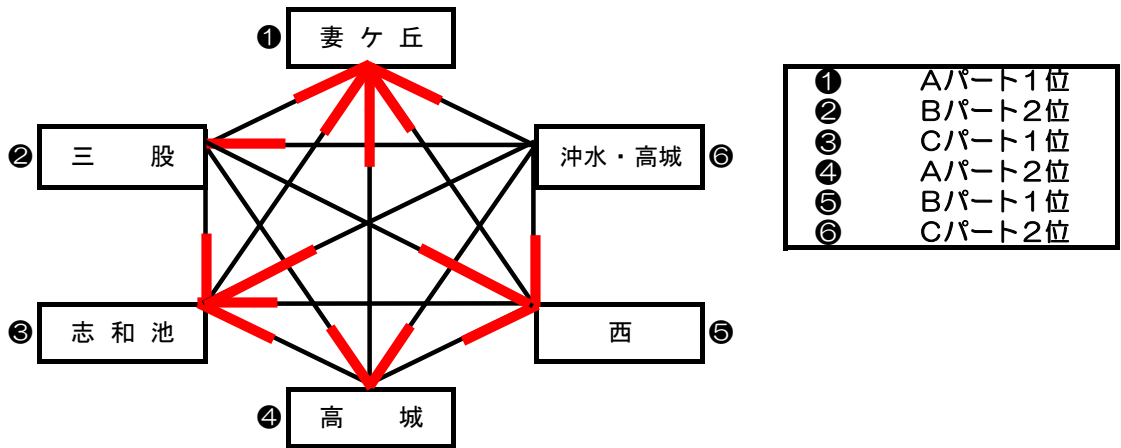 ❶ 妻ケ丘
❷ 三 股
沖水・高城 ❻
❸ 志和池
西 ❺
❹ 高 城
❶ Aパート1位
❷ Bパート2位
❸ Cパート1位
❹ Aパート2位
❺ Bパート1位
❻ Cパート2位